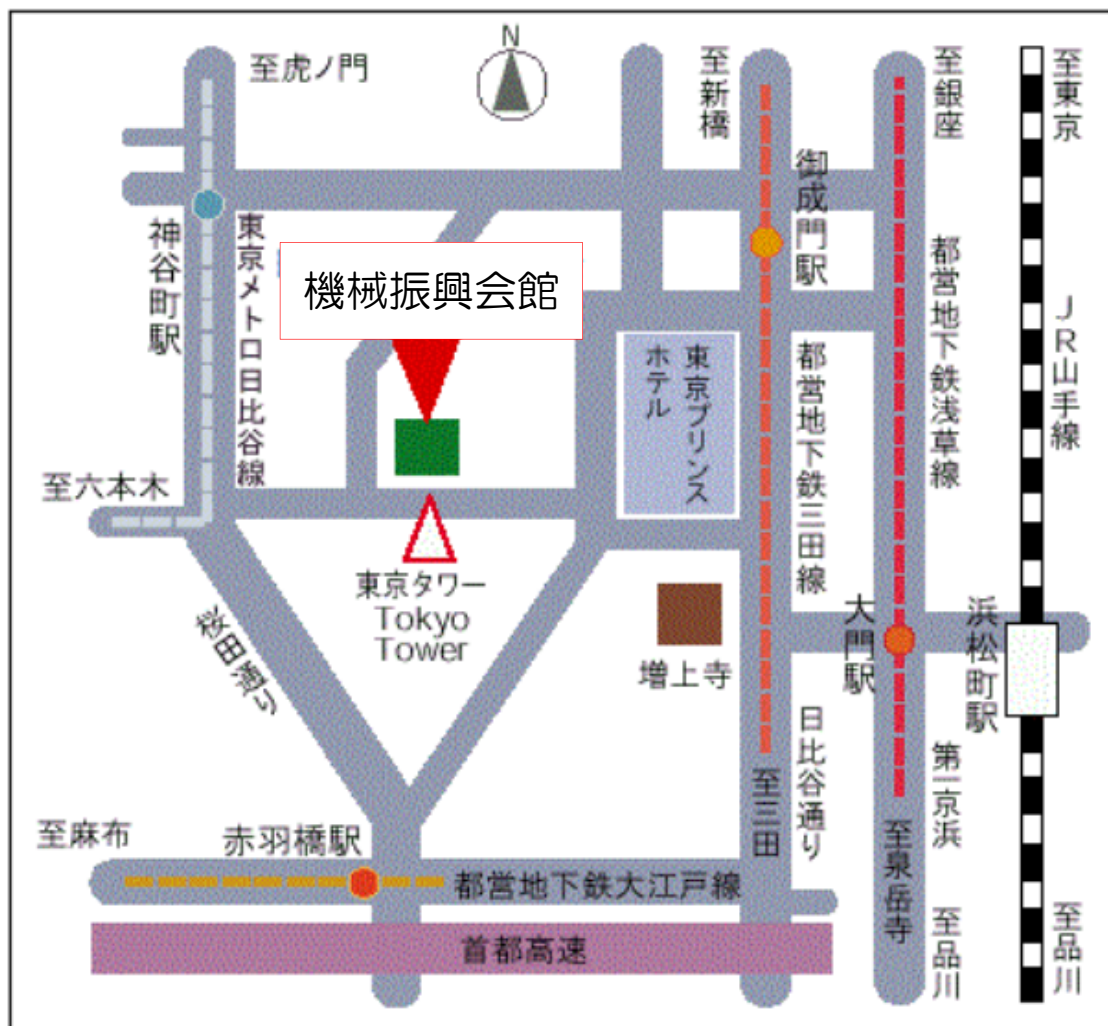 N
至虎ノ門
至新橋
至銀座
至東京
御成門駅
神谷町駅
東京メトロ日比谷線
機械振興会館
都営地下鉄浅草線
JR山手線
東京プリンス
ホテル
都営地下鉄三田線
至六本木
東京タワー
Tokyo
Tower
桜田通り
増上寺
大門駅
浜松町駅
日比谷通り
第一京浜
至三田
至麻布
赤羽橋駅
都営地下鉄大江戸線
至泉岳寺
首都高速
至品川
至品川